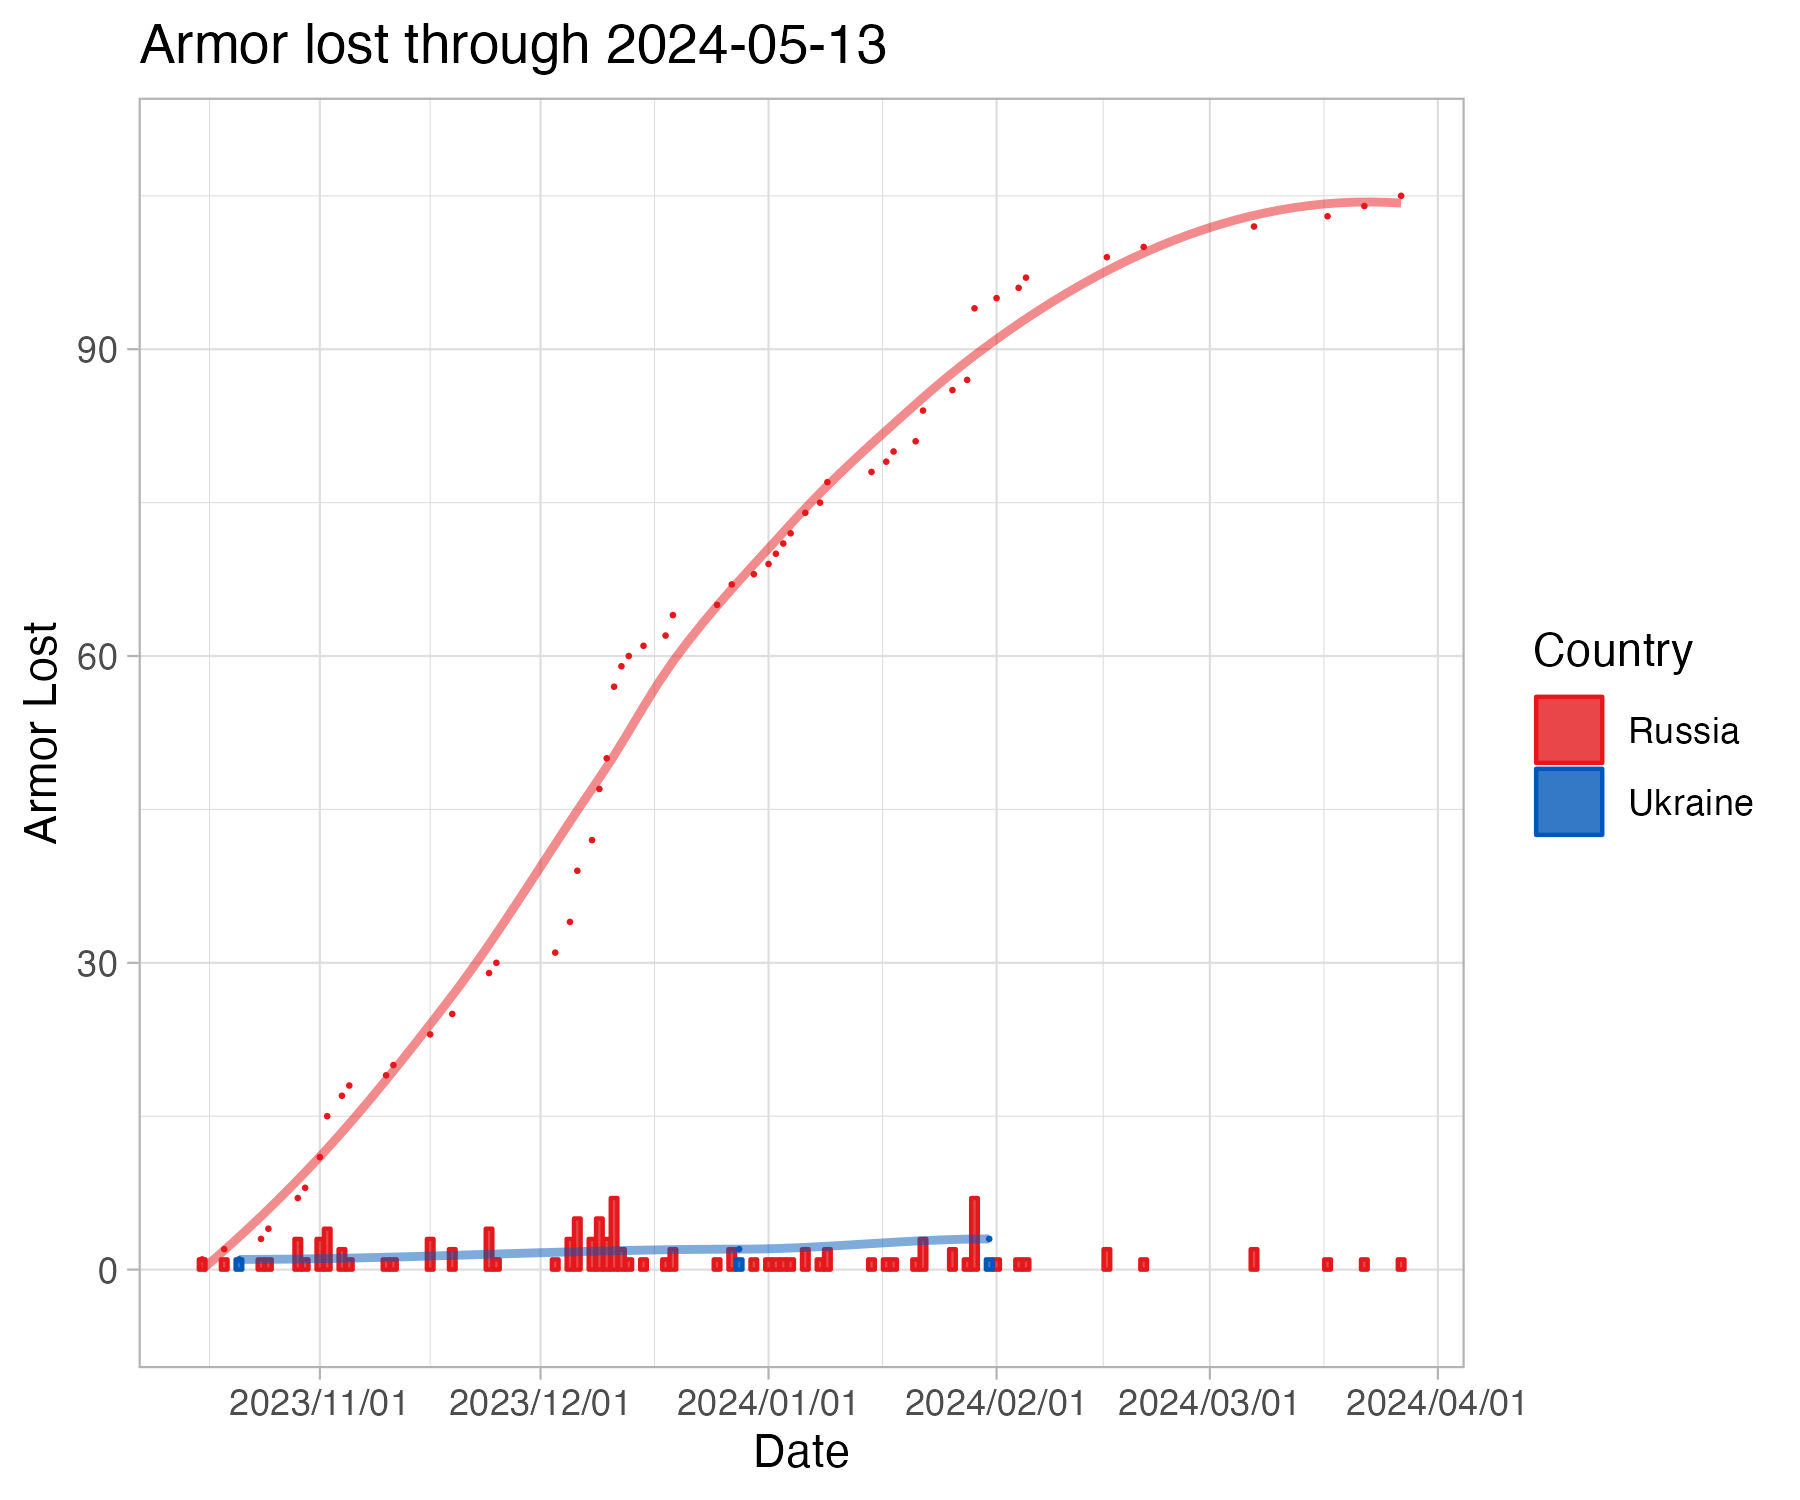 Armor lost through 2024-05-13
Armor Lost
90
60
30
0
2023/11/01 2023/12/01 2024/01/01 2024/02/01 2024/03/01 2024/04/01
Date
Country
Russia
Ukraine